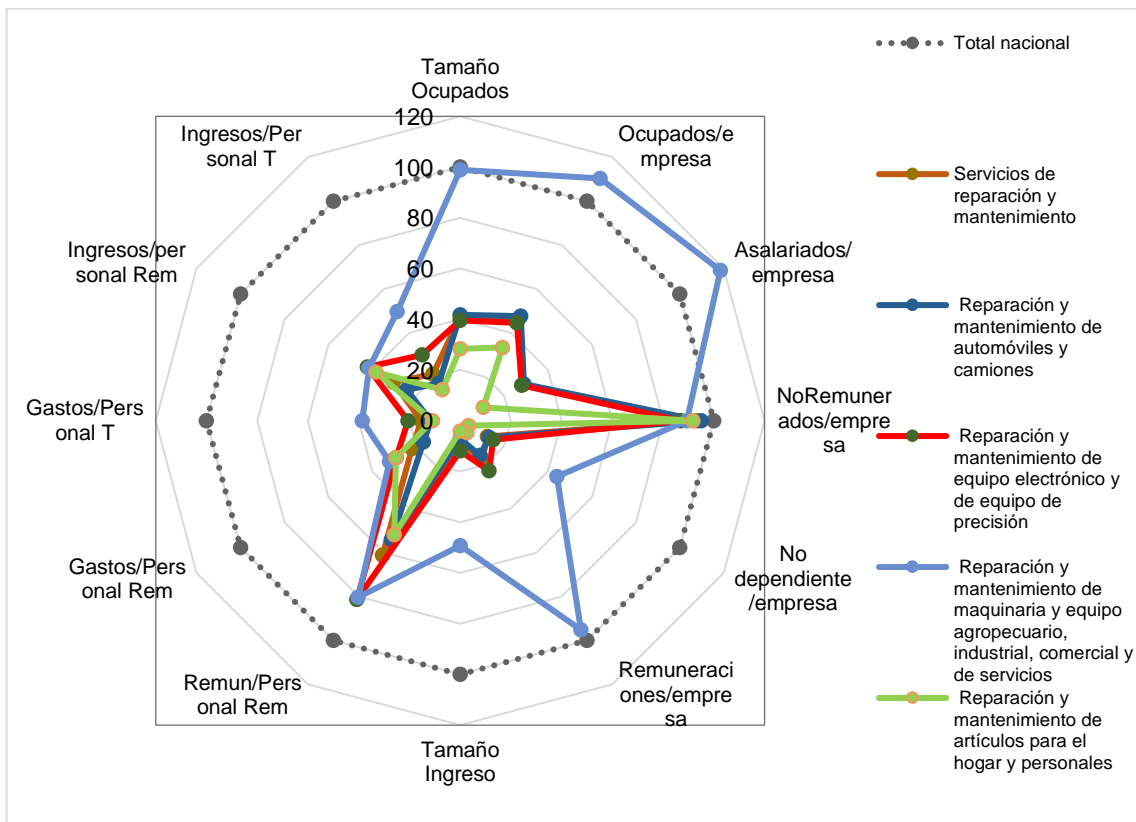 Total nacional
Tamaño
Ocupados
120
Ingresos/Per
sonal T
Ocupados/e
mpresa
100
Servicios de
reparación y
mantenimiento
80
Ingresos/per
sonal Rem
Asalariados/
empresa
60
40
Reparación y
mantenimiento de
automóviles y
camiones
20
Gastos/Pers
onal T
0
NoRemuner
ados/empre
sa
Reparación y
mantenimiento de
equipo electrónico y
de equipo de
precisión
Gastos/Pers
onal Rem
No
dependiente
/empresa
Reparación y
mantenimiento de
maquinaria y equipo
agropecuario,
industrial, comercial y
de servicios
Remun/Pers
onal Rem
Remuneraci
ones/empre
sa
Reparación y
mantenimiento de
artículos para el
hogar y personales
Tamaño
Ingreso